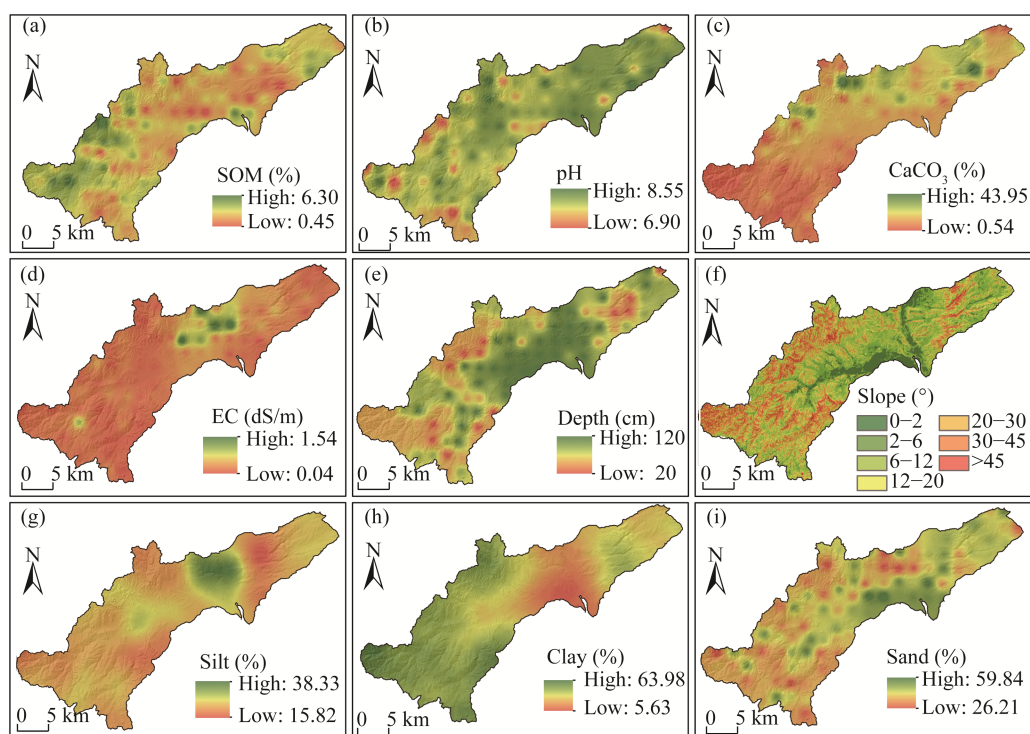 (a)
N
SOM (%)
High: 6.30
Low: 0.45
0 5 km
(b)
N
pH
High: 8.55
Low: 6.90
0 5 km
(c)
N
CaCO₃ (%)
High: 43.95
Low: 0.54
0 5 km
(d)
N
EC (dS/m)
High: 1.54
Low: 0.04
0 5 km
(e)
N
Depth (cm)
High: 120
Low: 20
0 5 km
(f)
N
Slope (°)
0−2 20−30
2−6 30−45
6−12 >45
12−20
0 5 km
(g)
N
Silt (%)
High: 38.33
Low: 15.82
0 5 km
(h)
N
Clay (%)
High: 63.98
Low: 5.63
0 5 km
(i)
N
Sand (%)
High: 59.84
Low: 26.21
0 5 km